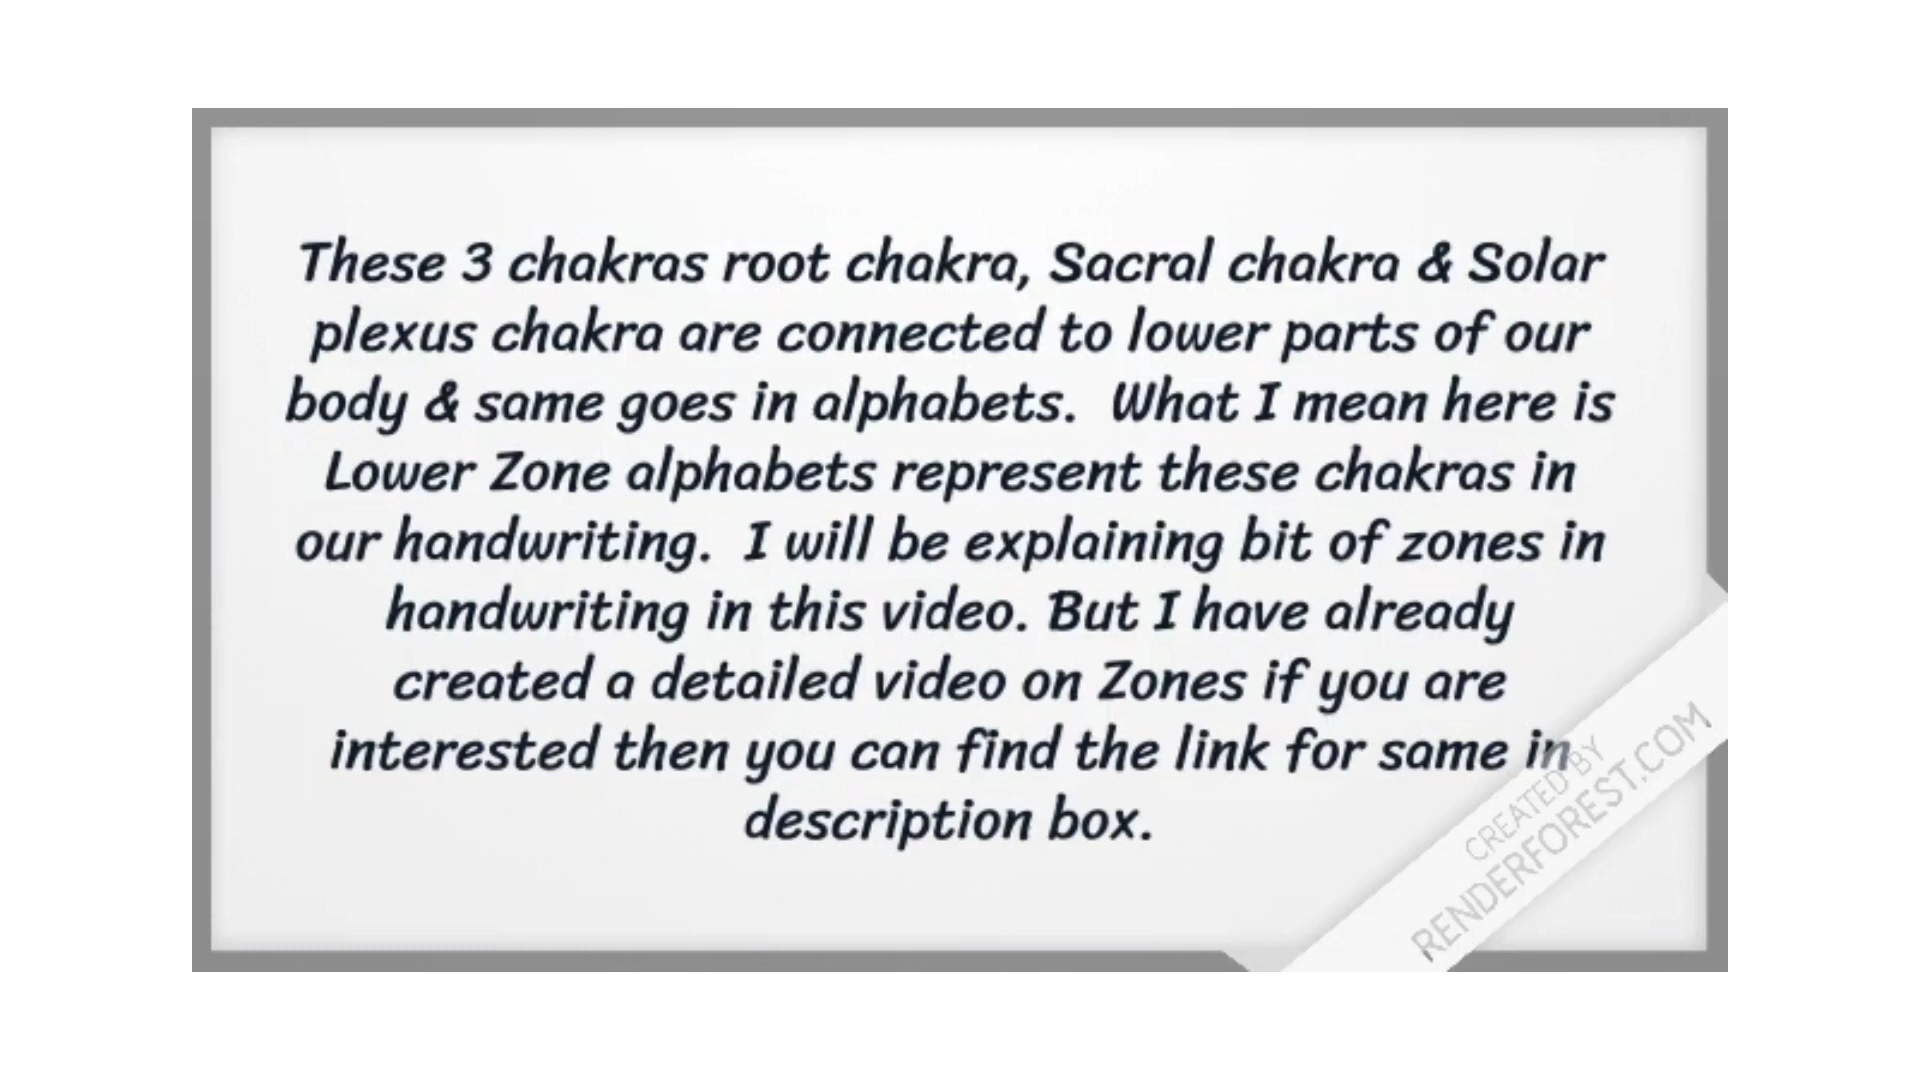 These 3 chakras root chakra, Sacral chakra & Solar
plexus chakra are connected to lower parts of our
body & same goes in alphabets.  What I mean here is
Lower Zone alphabets represent these chakras in
our handwriting.  I will be explaining bit of zones in
handwriting in this video. But I have already
created a detailed video on Zones if you are
interested then you can find the link for same in
description box.
CREATED BY
RENDERFOREST.COM